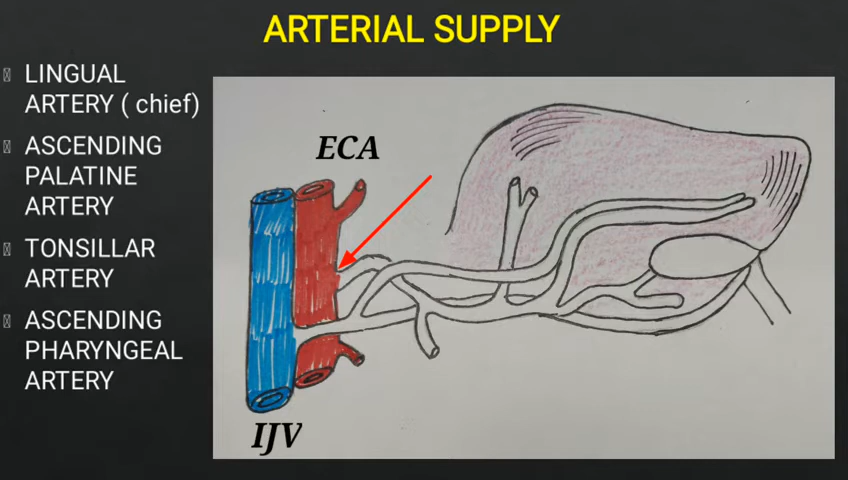 ARTERIAL SUPPLY
LINGUAL
ARTERY ( chief)
ASCENDING
PALATINE
ARTERY
TONSILLAR
ARTERY
ASCENDING
PHARYNGEAL
ARTERY
ECA
IJV